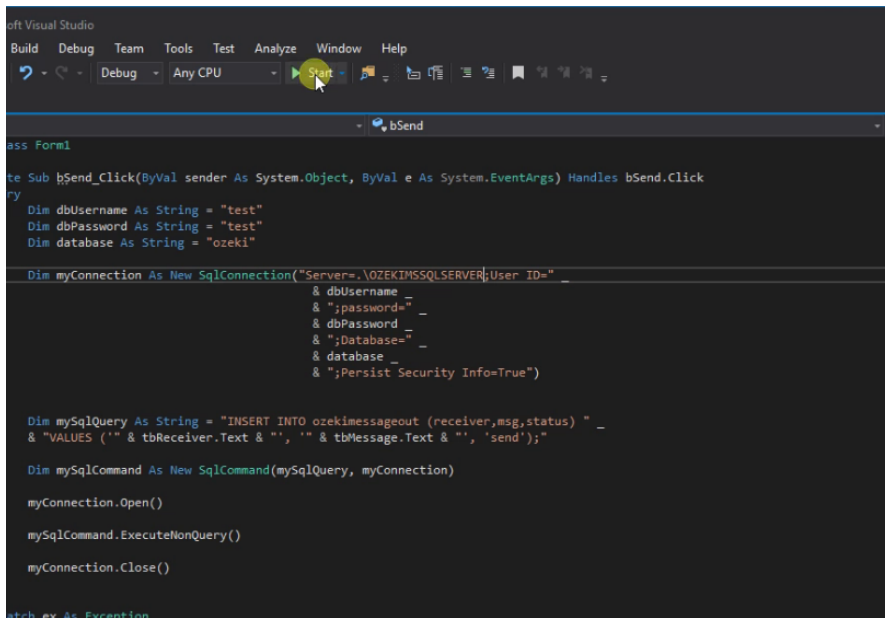 oft Visual Studio
Build Debug Team Tools Test Analyze Window Help
Debug Any CPU Start
bSend
ass Form1
te Sub bSend_Click(ByVal sender As System.Object, ByVal e As System.EventArgs) Handles bSend.Click
ry
Dim dbUsername As String = "test"
Dim dbPassword As String = "test"
Dim database As String = "ozeki"
Dim myConnection As New SqlConnection("Server=.\OZEKIMSSQLSERVER;User ID=" _
& dbUsername _
& ";password=" _
& dbPassword _
& ";Database=" _
& database _
& ";Persist Security Info=True")
Dim mySqlQuery As String = "INSERT INTO ozekimessageout (receiver,msg,status) " _
& "VALUES ('" & tbReceiver.Text & "', '" & tbMessage.Text & "', 'send');"
Dim mySqlCommand As New SqlCommand(mySqlQuery, myConnection)
myConnection.Open()
mySqlCommand.ExecuteNonQuery()
myConnection.Close()
atch ex As Exception